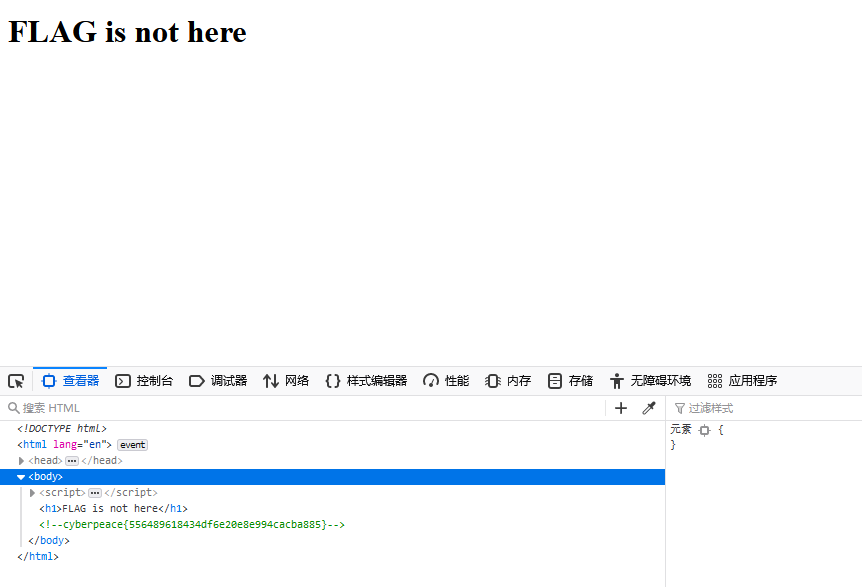 FLAG is not here
查看器 控制台 调试器 网络 样式编辑器 性能 内存 存储 无障碍环境 应用程序
搜索 HTML
过滤样式
<!DOCTYPE html>
<html lang="en"> event
<head> ••• </head>
<body>
<script> ••• </script>
<h1>FLAG is not here</h1>
<!--cyberpeace{556489618434df6e20e8e994cacba885}-->
</body>
</html>
元素 {
}